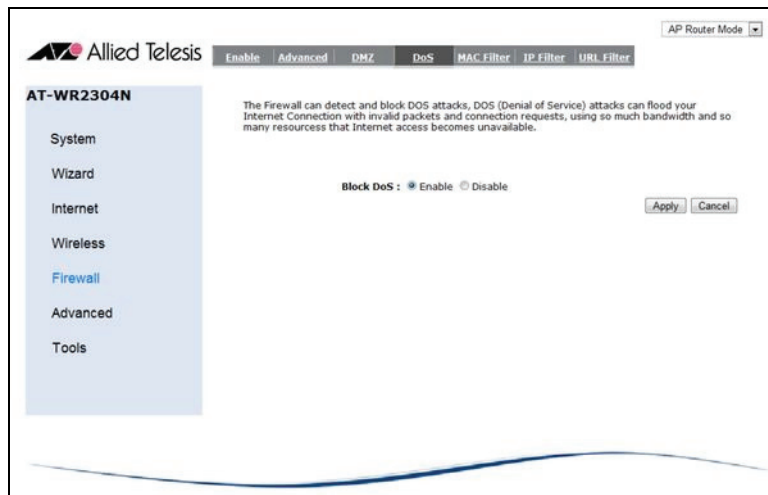 AP Router Mode
Allied Telesis
Enable Advanced DMZ DoS MAC Filter IP Filter URL Filter
AT-WR2304N
System
Wizard
Internet
Wireless
Firewall
Advanced
Tools
The Firewall can detect and block DOS attacks, DOS (Denial of Service) attacks can flood your
Internet Connection with invalid packets and connection requests, using so much bandwidth and so
many resourcess that Internet access becomes unavailable.
Block DoS : Enable Disable
Apply Cancel